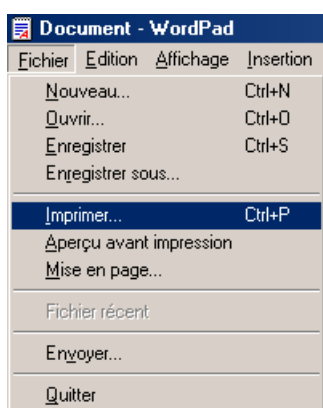 Document - WordPad
Fichier Edition Affichage Insertion
Nouveau... Ctrl+N
Ouvrir... Ctrl+O
Enregistrer Ctrl+S
Enregistrer sous...
Imprimer... Ctrl+P
Aperçu avant impression
Mise en page...
Fichier récent
Envoyer...
Quitter